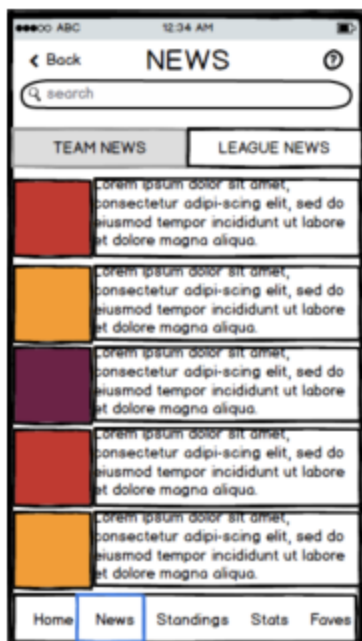 ABC 12:34 AM
Back NEWS ?
search
TEAM NEWS LEAGUE NEWS
Lorem ipsum dolor sit amet,
consectetur adipi-scing elit, sed do
eiusmod tempor incididunt ut labore
et dolore magna aliqua.
Lorem ipsum dolor sit amet,
consectetur adipi-scing elit, sed do
eiusmod tempor incididunt ut labore
et dolore magna aliqua.
Lorem ipsum dolor sit amet,
consectetur adipi-scing elit, sed do
eiusmod tempor incididunt ut labore
et dolore magna aliqua.
Lorem ipsum dolor sit amet,
consectetur adipi-scing elit, sed do
eiusmod tempor incididunt ut labore
et dolore magna aliqua.
Lorem ipsum dolor sit amet,
consectetur adipi-scing elit, sed do
eiusmod tempor incididunt ut labore
et dolore magna aliqua.
Home News Standings Stats Faves